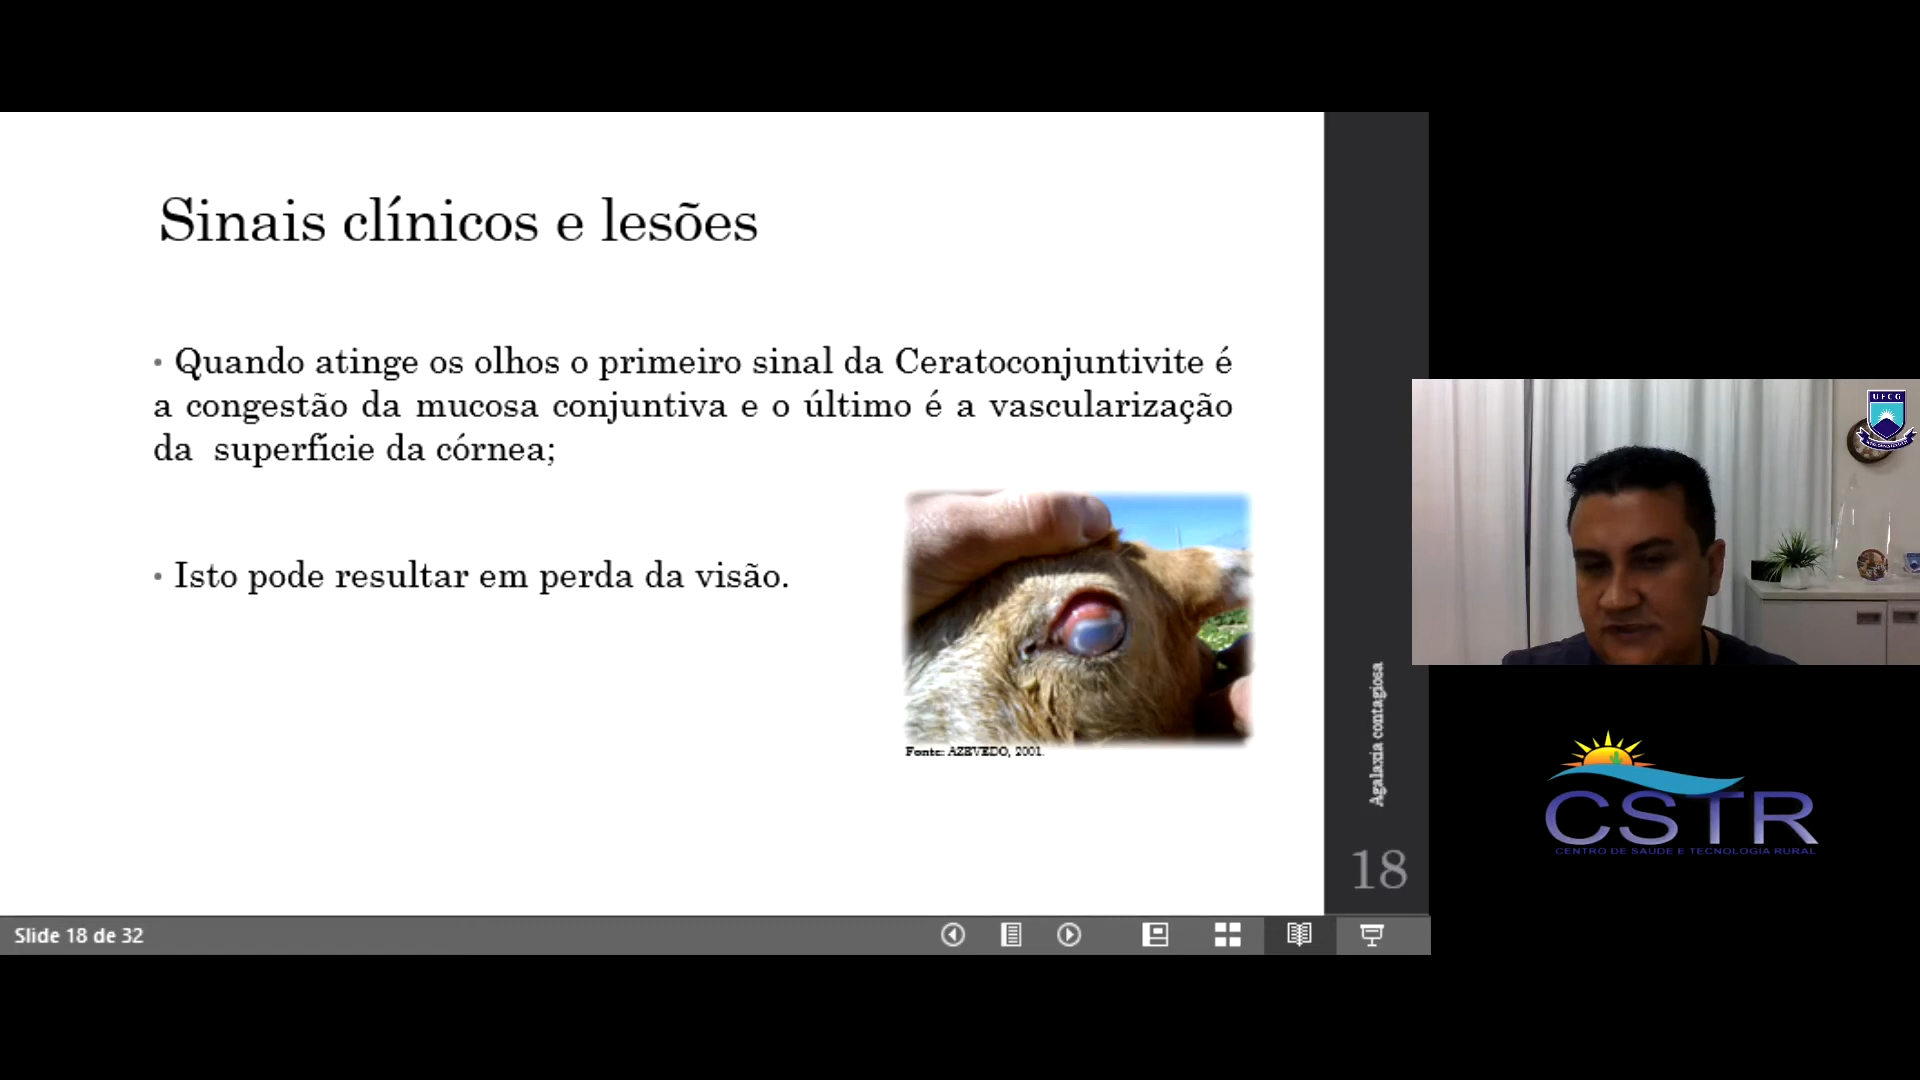 Sinais clínicos e lesões
• Quando atinge os olhos o primeiro sinal da Ceratoconjuntivite é
a congestão da mucosa conjuntiva e o último é a vascularização
da superfície da córnea;
• Isto pode resultar em perda da visão.
Fonte: AZEVEDO, 2001.
Agalaxia contagiosa
18
Slide 18 de 32
UFCG
CSTR
CENTRO DE SAUDE E TECNOLOGIA RURAL